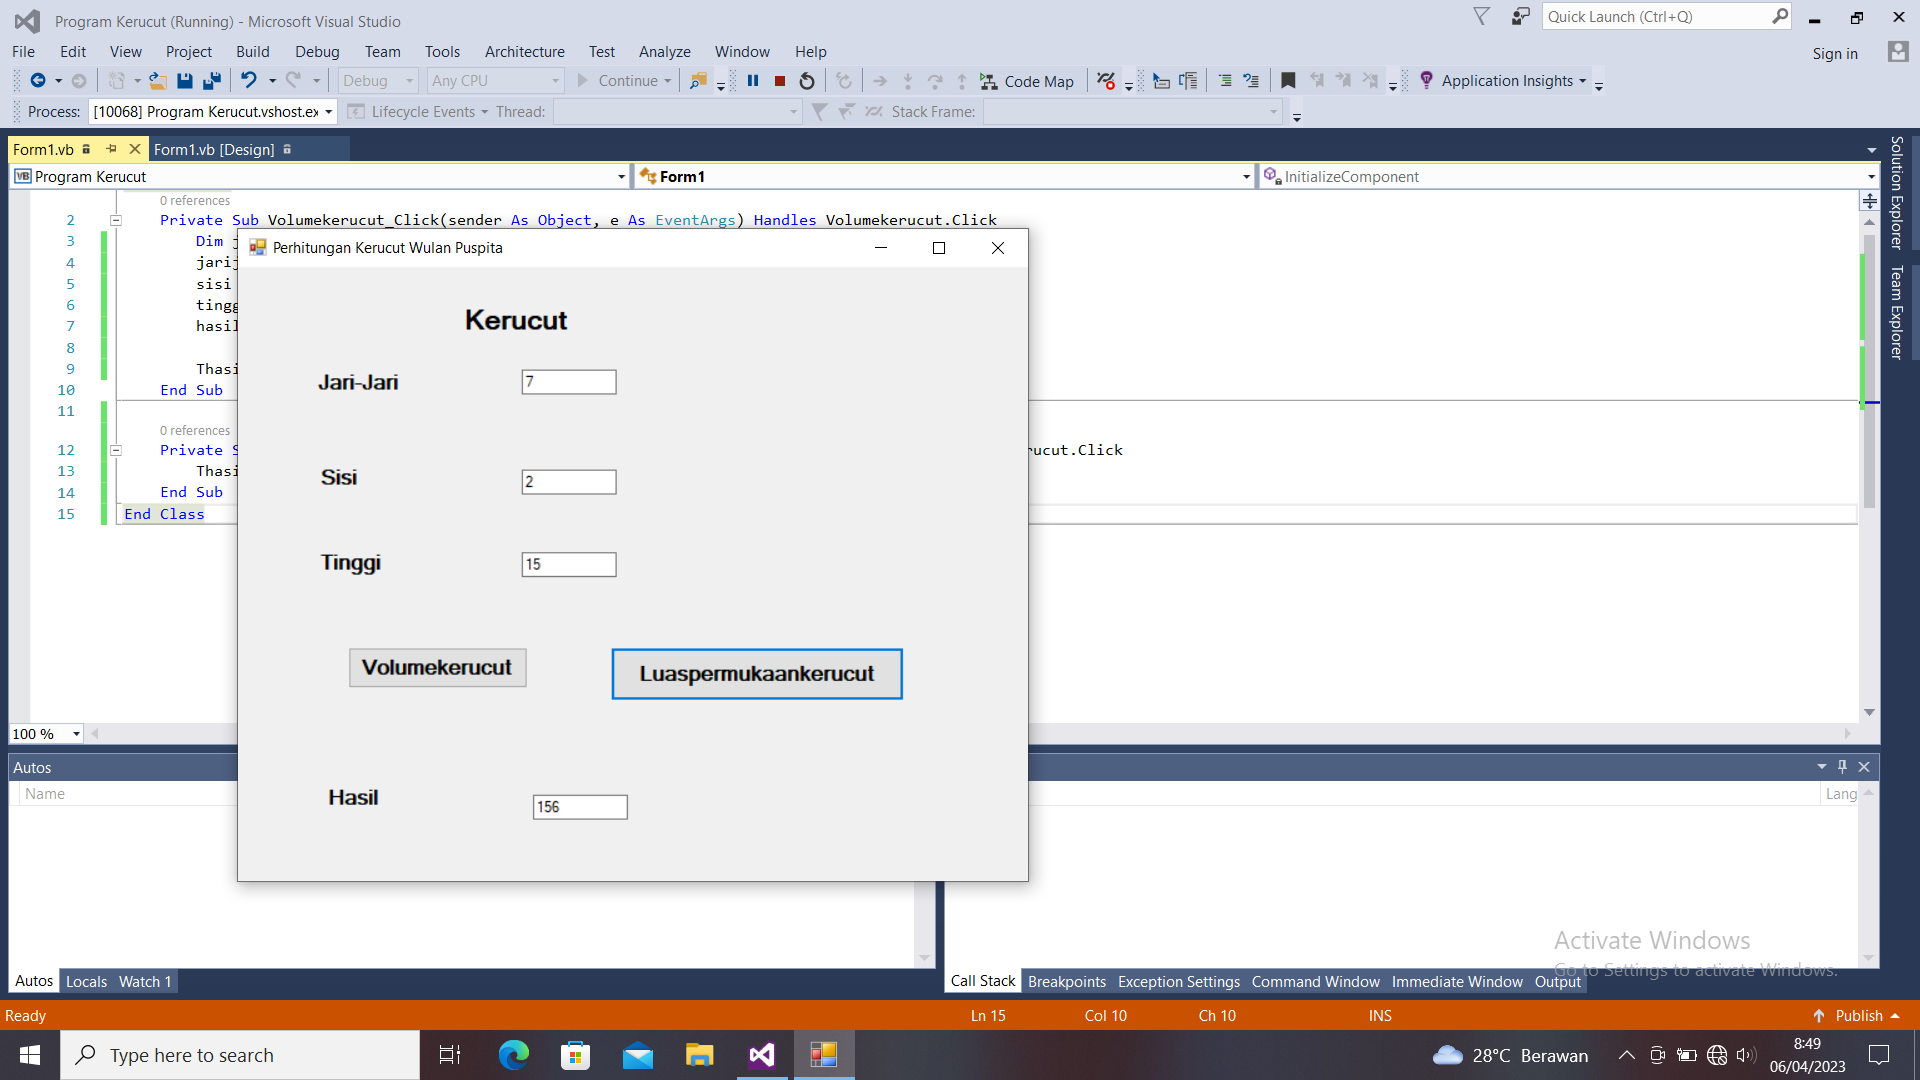 Program Kerucut (Running) - Microsoft Visual Studio
Quick Launch (Ctrl+Q)
File Edit View Project Build Debug Team Tools Architecture Test Analyze Window Help
Sign in
Debug Any CPU Continue Code Map Application Insights
Process: [10068] Program Kerucut.vshost.ex Lifecycle Events Thread: Stack Frame:
Form1.vb Form1.vb [Design]
Program Kerucut Form1 InitializeComponent
0 references
2 Private Sub Volumekerucut_Click(sender As Object, e As EventArgs) Handles Volumekerucut.Click
3 Dim
4
5 sisi
6
7
8
9
10 End Sub
11
0 references
12 Private .Click
13
14 End Sub
15 End Class
Perhitungan Kerucut Wulan Puspita
Kerucut
Jari-Jari 7
Sisi 2
Tinggi 15
Volumekerucut Luaspermukaankerucut
Hasil 156
Solution Explorer
Team Explorer
100 %
Autos
Name
Lang
Autos Locals Watch 1
Call Stack Breakpoints Exception Settings Command Window Immediate Window Output
Activate Windows
Go to Settings to activate Windows.
Ready Ln 15 Col 10 Ch 10 INS Publish
Type here to search
28°C Berawan
8:49
06/04/2023